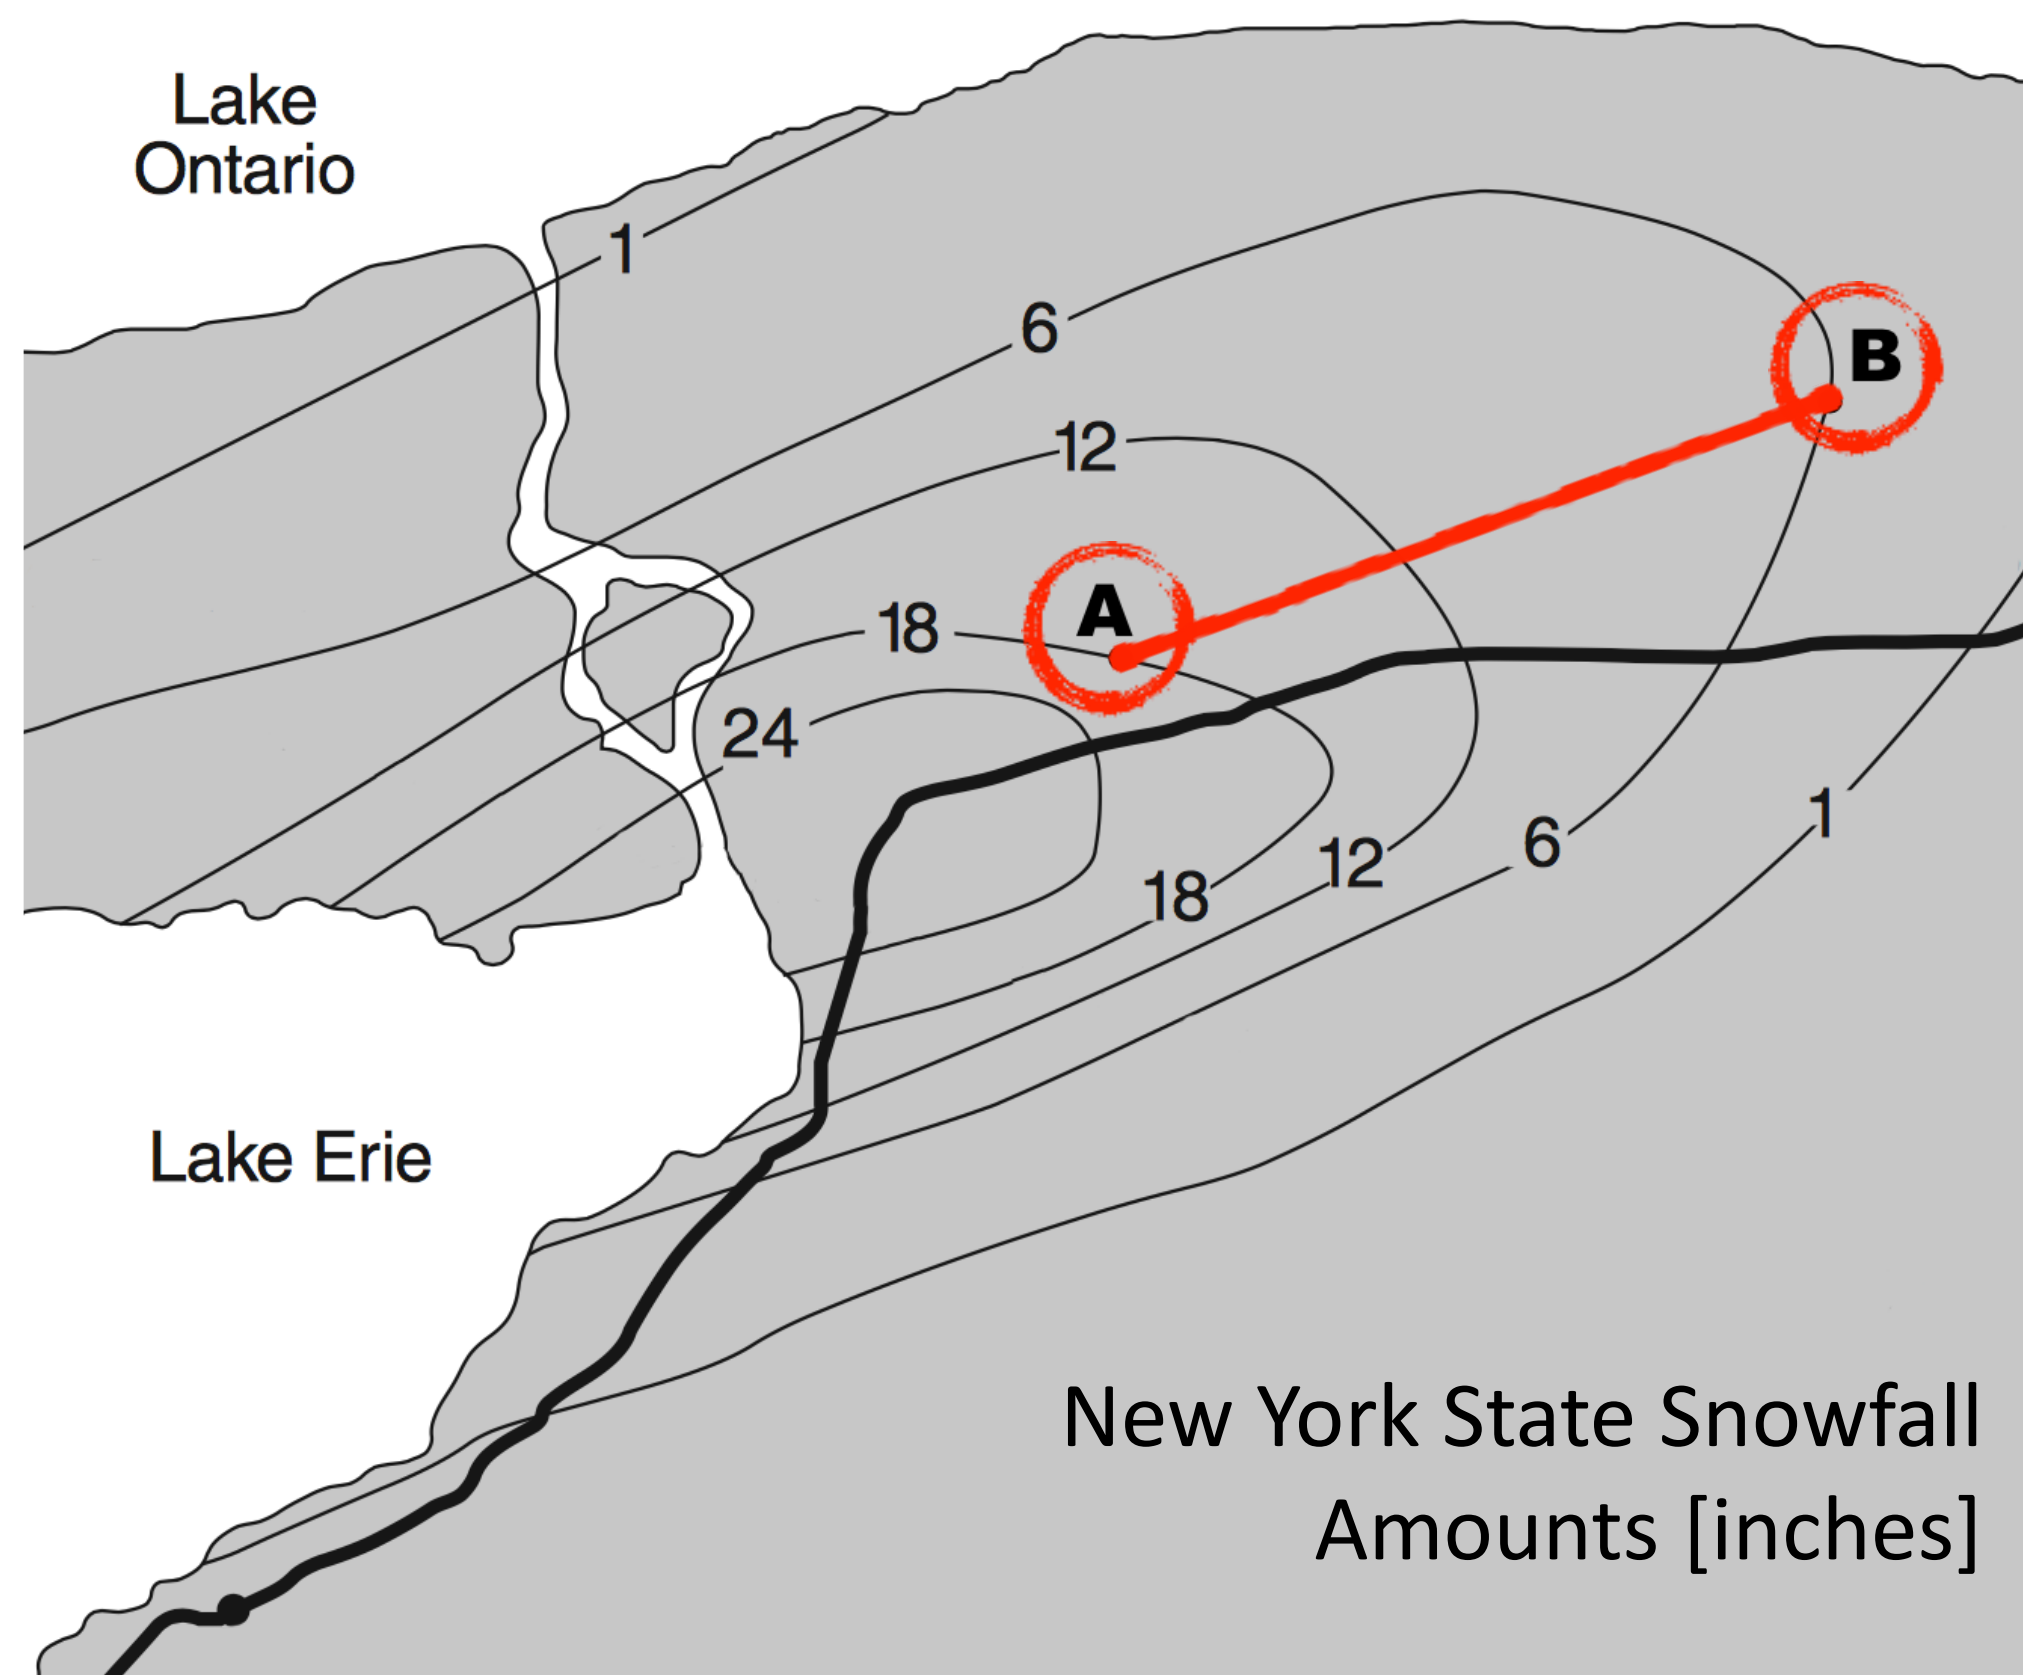 Lake
Ontario
1
6
B
12
A
18
24
1
6
12
18
Lake Erie
New York State Snowfall
Amounts [inches]